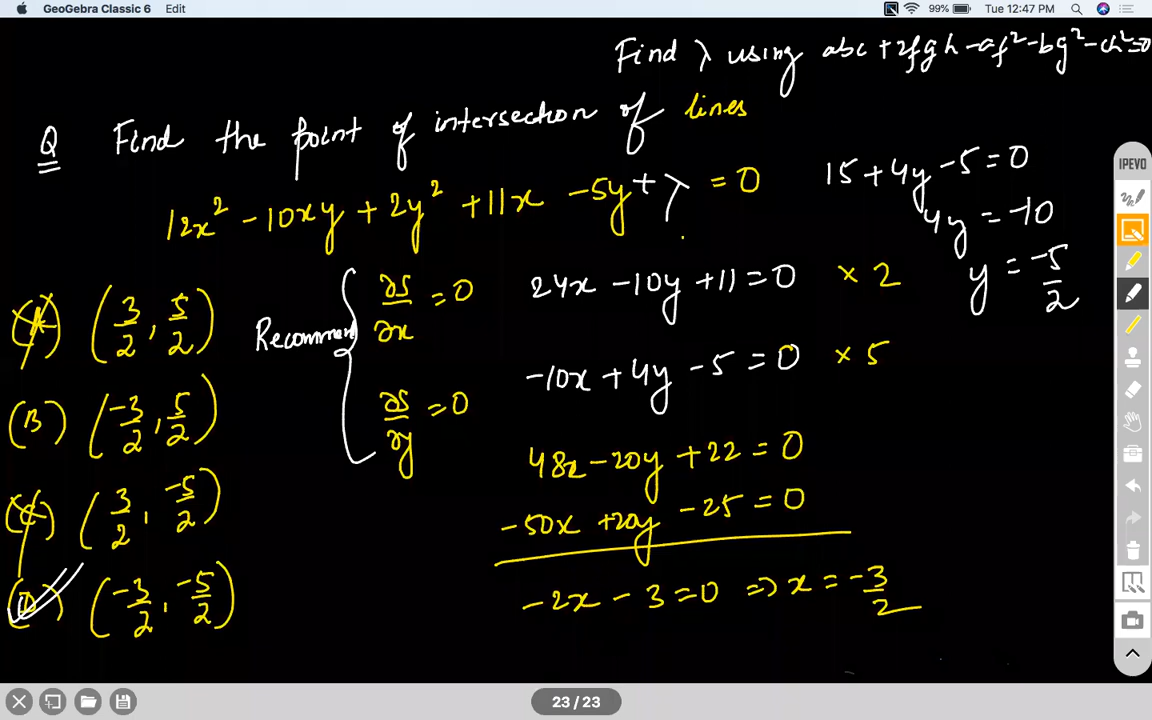 GeoGebra Classic 6 Edit 99% Tue 12:47 PM
Find λ using abc + 2fgh - af² - bg² - ch² = 0
Q Find the point of intersection of lines
12x² - 10xy + 2y² + 11x - 5y + λ = 0
15 + 4y - 5 = 0
4y = -10
y = -5/2
(A) (3/2, 5/2)
(B) (-3/2, 5/2)
(C) (3/2, -5/2)
(D) (-3/2, -5/2)
Recommen
∂S/∂x = 0
∂S/∂y = 0
24x - 10y + 11 = 0 × 2
-10x + 4y - 5 = 0 × 5
48x - 20y + 22 = 0
-50x + 20y - 25 = 0
-2x - 3 = 0 => x = -3/2
IPEVO
23 / 23